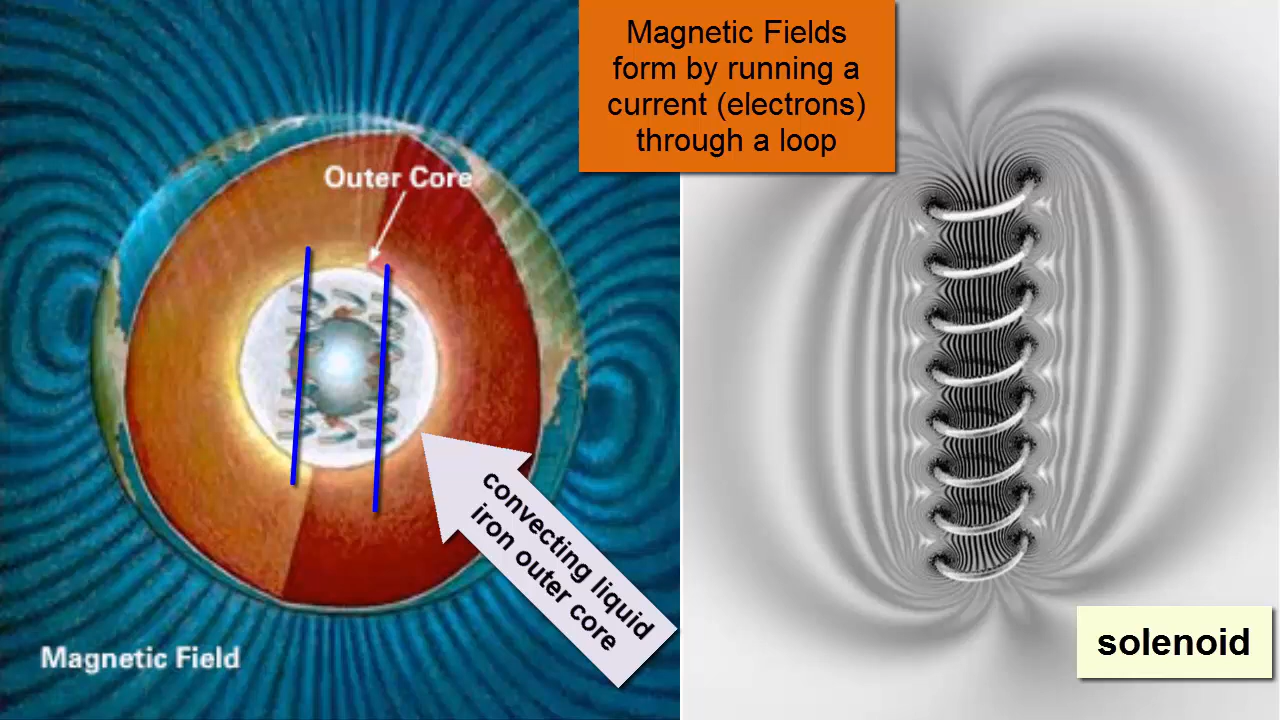 Magnetic Fields
form by running a
current (electrons)
through a loop
Outer Core
convecting liquid
iron outer core
Magnetic Field
solenoid